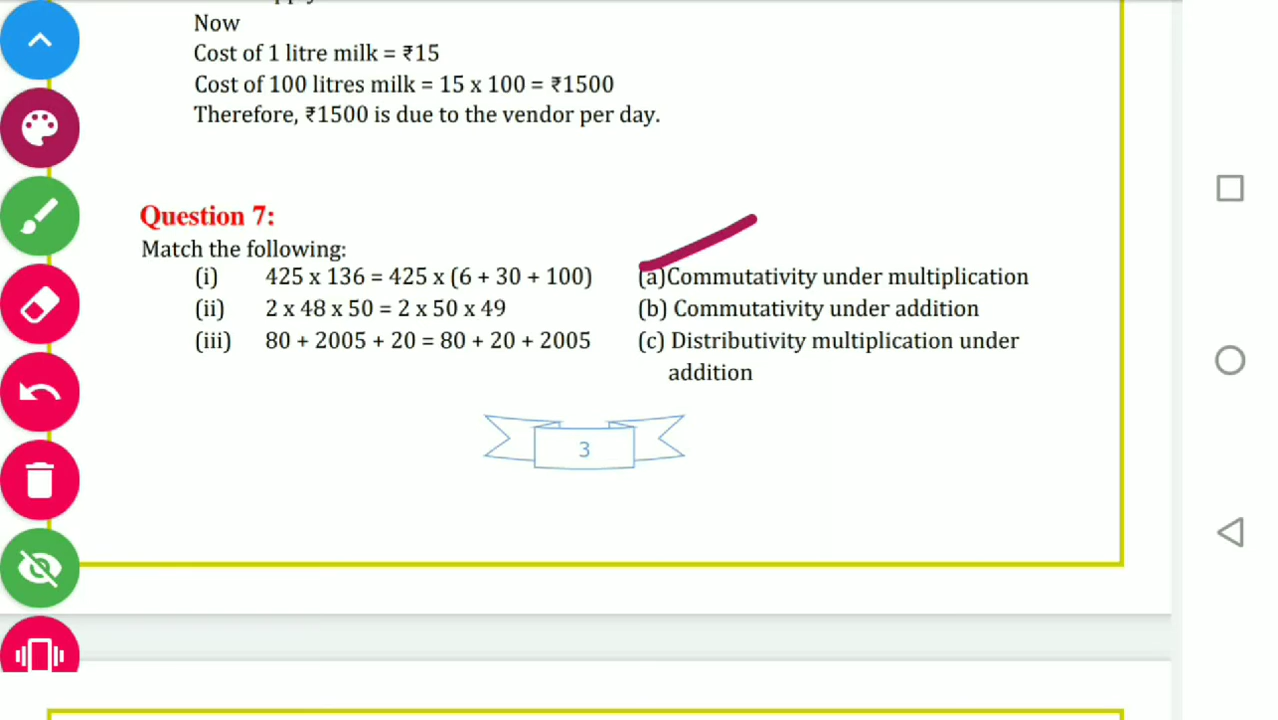 Now
Cost of 1 litre milk = ₹15
Cost of 100 litres milk = 15 x 100 = ₹1500
Therefore, ₹1500 is due to the vendor per day.
Question 7:
Match the following:
(i) 425 x 136 = 425 x (6 + 30 + 100) (a)Commutativity under multiplication
(ii) 2 x 48 x 50 = 2 x 50 x 49 (b) Commutativity under addition
(iii) 80 + 2005 + 20 = 80 + 20 + 2005 (c) Distributivity multiplication under
addition
3